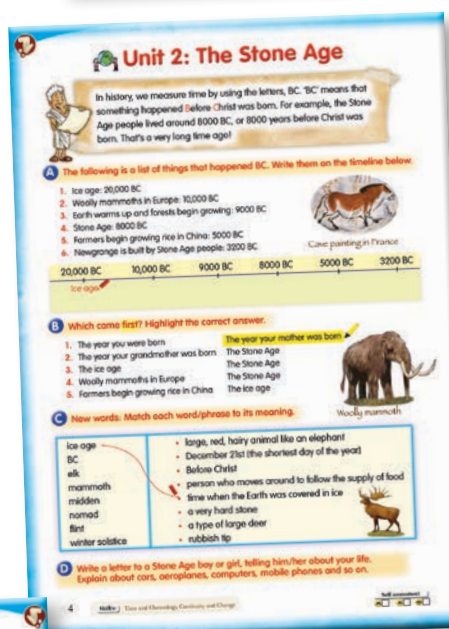 Unit 2: The Stone Age
In history, we measure time by using the letters, BC. 'BC' means that
something happened Before Christ was born. For example, the Stone
Age people lived around 8000 BC, or 8000 years before Christ was
born. That's a very long time ago!
A The following is a list of things that happened BC. Write them on the timeline below.
1. Ice age: 20,000 BC
2. Woolly mammoths in Europe: 10,000 BC
3. Earth warms up and forests begin growing: 9000 BC
4. Stone Age: 8000 BC
5. Farmers begin growing rice in China: 5000 BC
6. Newgrange is built by Stone Age people: 3200 BC
Cave painting in France
20,000 BC 10,000 BC 9000 BC 8000 BC 5000 BC 3200 BC
Ice age
B Which came first? Highlight the correct answer.
1. The year you were born The year your mother was born
2. The year your grandmother was born The Stone Age
3. The ice age The Stone Age
4. Woolly mammoths in Europe The Stone Age
5. Farmers begin growing rice in China The ice age
Woolly mammoth
C New words: Match each word/phrase to its meaning.
ice age • large, red, hairy animal like an elephant
BC • December 21st (the shortest day of the year)
elk • Before Christ
mammoth • person who moves around to follow the supply of food
midden • time when the Earth was covered in ice
nomad • a very hard stone
flint • a type of large deer
winter solstice • rubbish tip
D Write a letter to a Stone Age boy or girl, telling him/her about your life.
Explain about cars, aeroplanes, computers, mobile phones and so on.
4 Time and Chronology, Continuity and Change